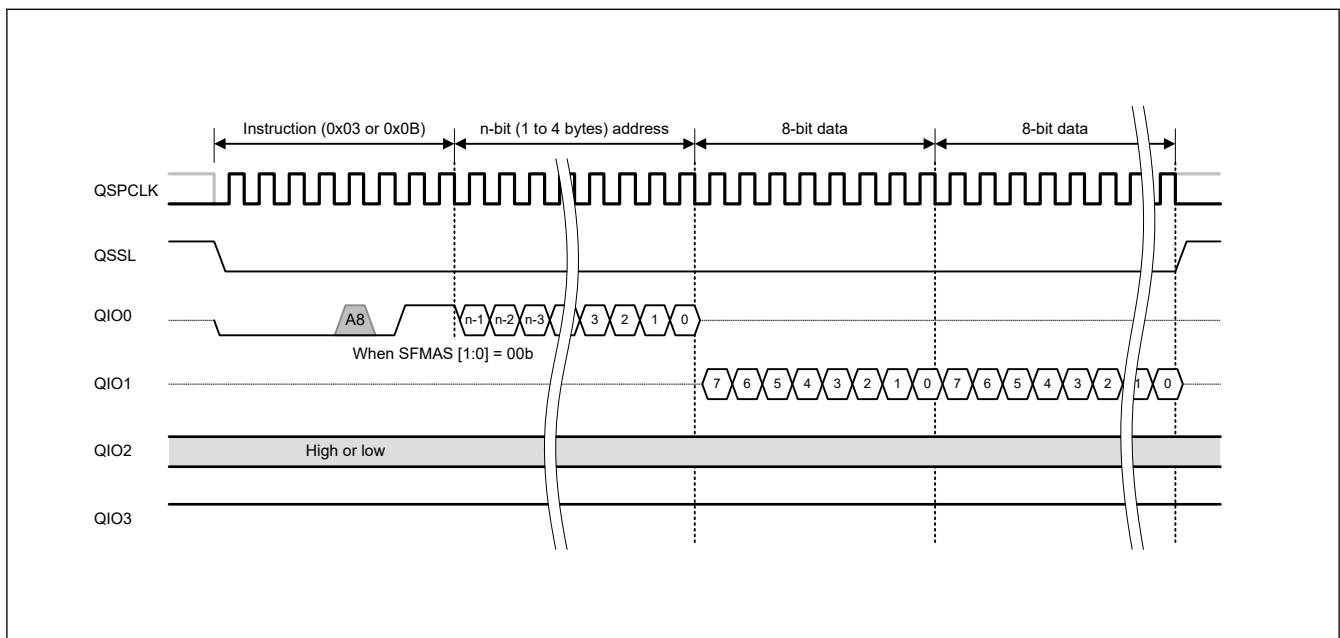 Instruction (0x03 or 0x0B) n-bit (1 to 4 bytes) address 8-bit data 8-bit data
QSPCLK
QSSL
QIO0 A8 n-1 n-2 n-3 3 2 1 0
When SFMAS [1:0] = 00b
QIO1 7 6 5 4 3 2 1 0 7 6 5 4 3 2 1 0
QIO2 High or low
QIO3